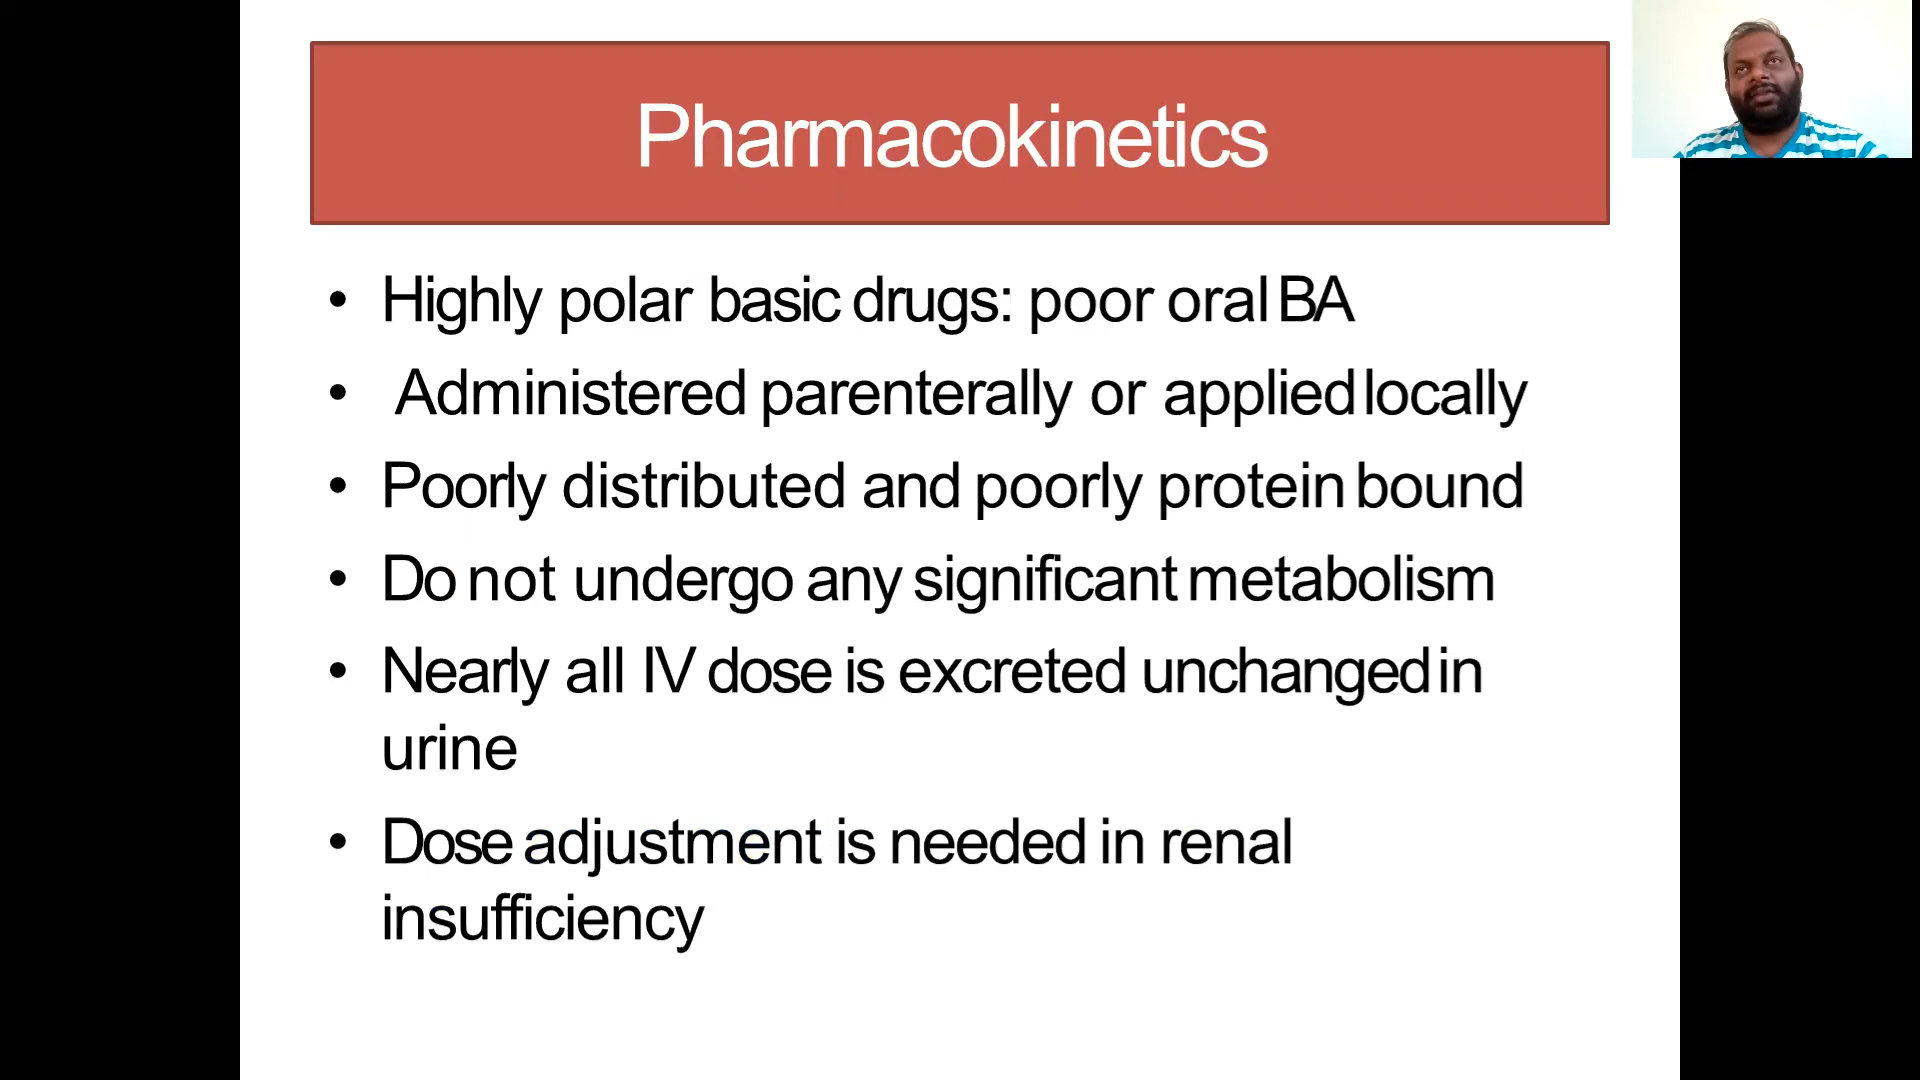 Pharmacokinetics
• Highly polar basic drugs: poor oral BA
• Administered parenterally or applied locally
• Poorly distributed and poorly protein bound
• Do not undergo any significant metabolism
• Nearly all IV dose is excreted unchanged in
urine
• Dose adjustment is needed in renal
insufficiency